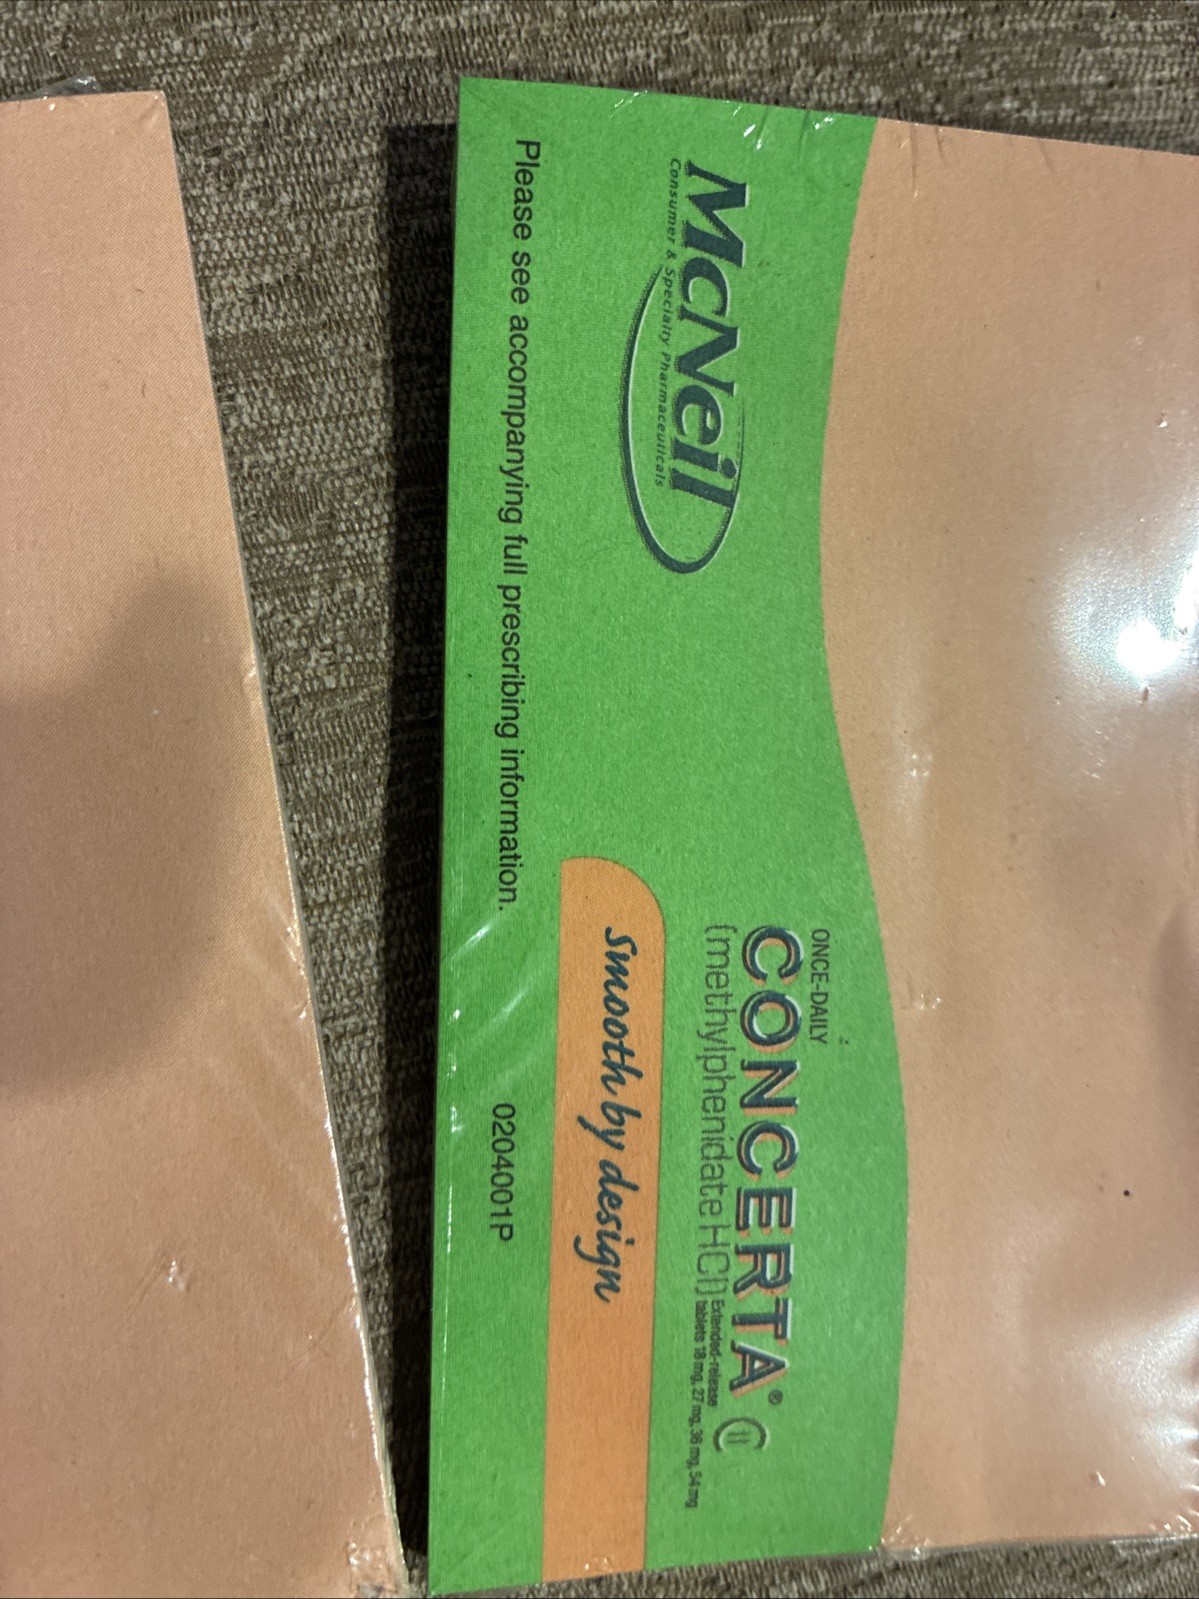 ONCE-DAILY
CONCERTA® CII
(methylphenidate HCl) Extended-release
tablets 18 mg, 27 mg, 36 mg, 54 mg
McNeil
Consumer & Specialty Pharmaceuticals
smooth by design
Please see accompanying full prescribing information.
0204001P